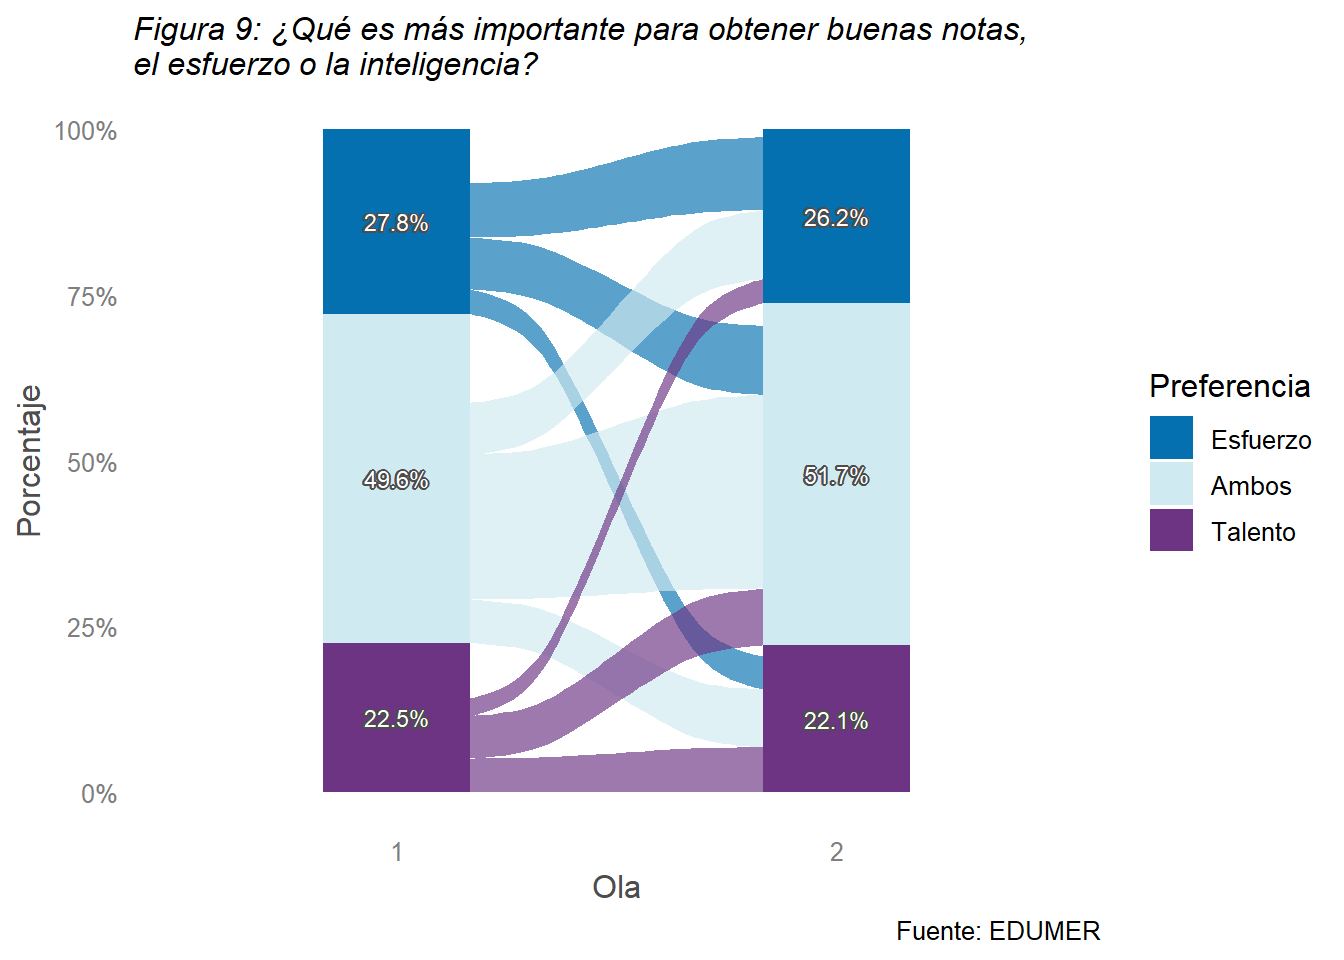 Figura 9: ¿Qué es más importante para obtener buenas notas,
el esfuerzo o la inteligencia?
100%
75%
50%
25%
0%
Porcentaje
27.8%
49.6%
22.5%
26.2%
51.7%
22.1%
1
2
Ola
Preferencia
Esfuerzo
Ambos
Talento
Fuente: EDUMER